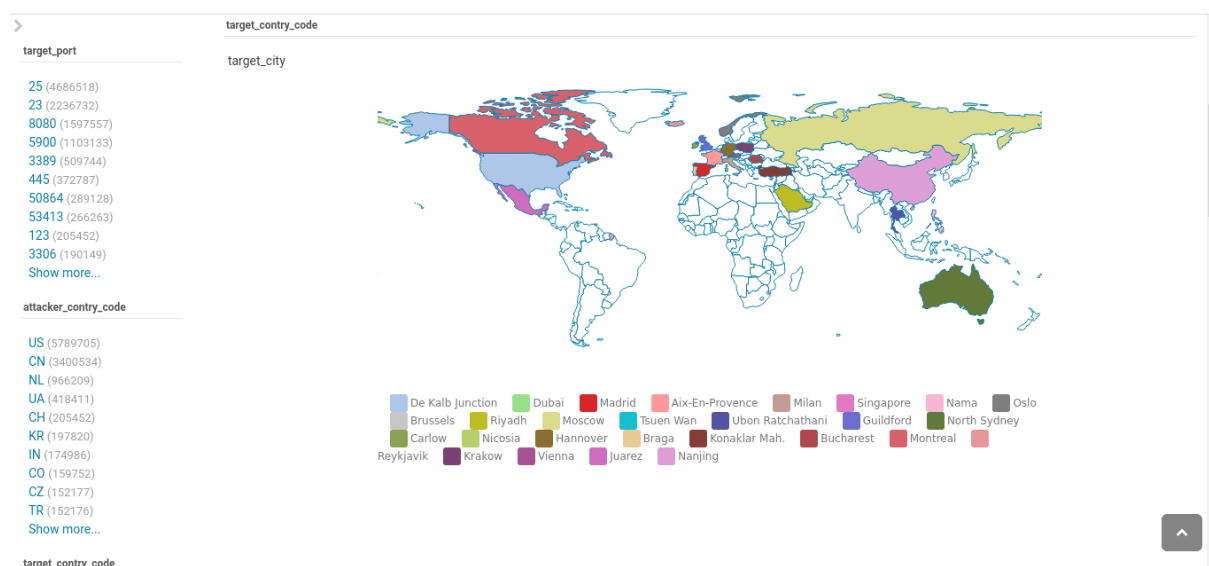 target_contry_code
target_port
target_city
25 (4686518)
23 (2236732)
8080 (1597557)
5900 (1103133)
3389 (509744)
445 (372787)
50864 (289128)
53413 (266263)
123 (205452)
3306 (190149)
Show more...
attacker_contry_code
US (5789705)
CN (3400534)
NL (966209)
UA (418411)
CH (205452)
KR (197820)
IN (174986)
CO (159752)
CZ (152177)
TR (152176)
Show more...
target_contry_code
De Kalb Junction Dubai Madrid Aix-En-Provence Milan Singapore Nama Oslo
Brussels Riyadh Moscow Tsuen Wan Ubon Ratchathani Guildford North Sydney
Carlow Nicosia Hannover Braga Konaklar Mah. Bucharest Montreal
Reykjavik Krakow Vienna Juarez Nanjing